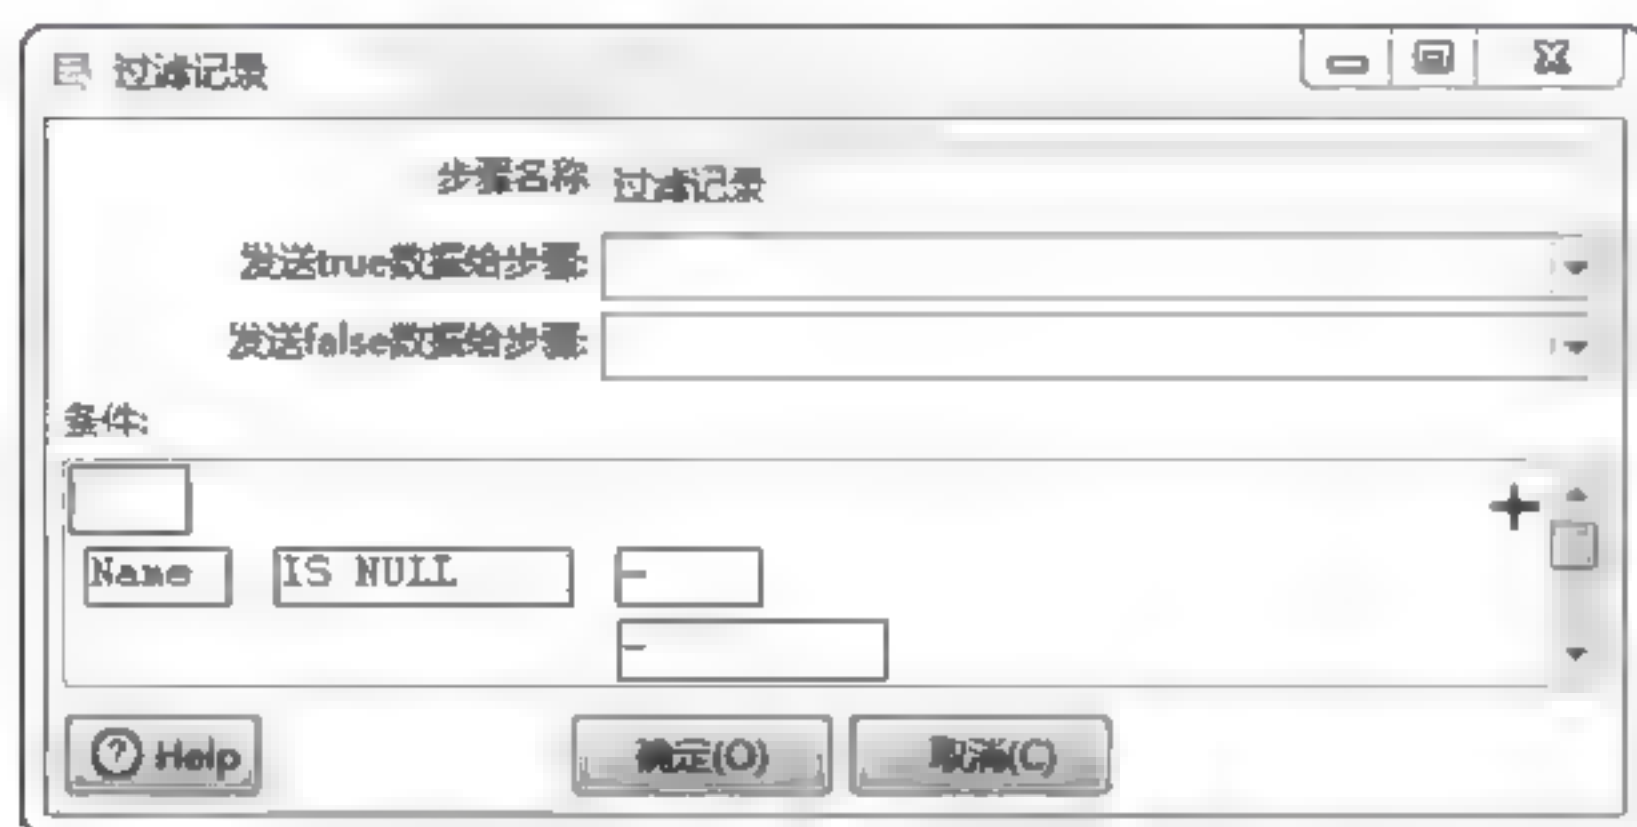 过滤记录
步骤名称 过滤记录
发送true数据给步骤:
发送false数据给步骤:
条件:
Name IS NULL -
-
Help 确定(O) 取消(C)